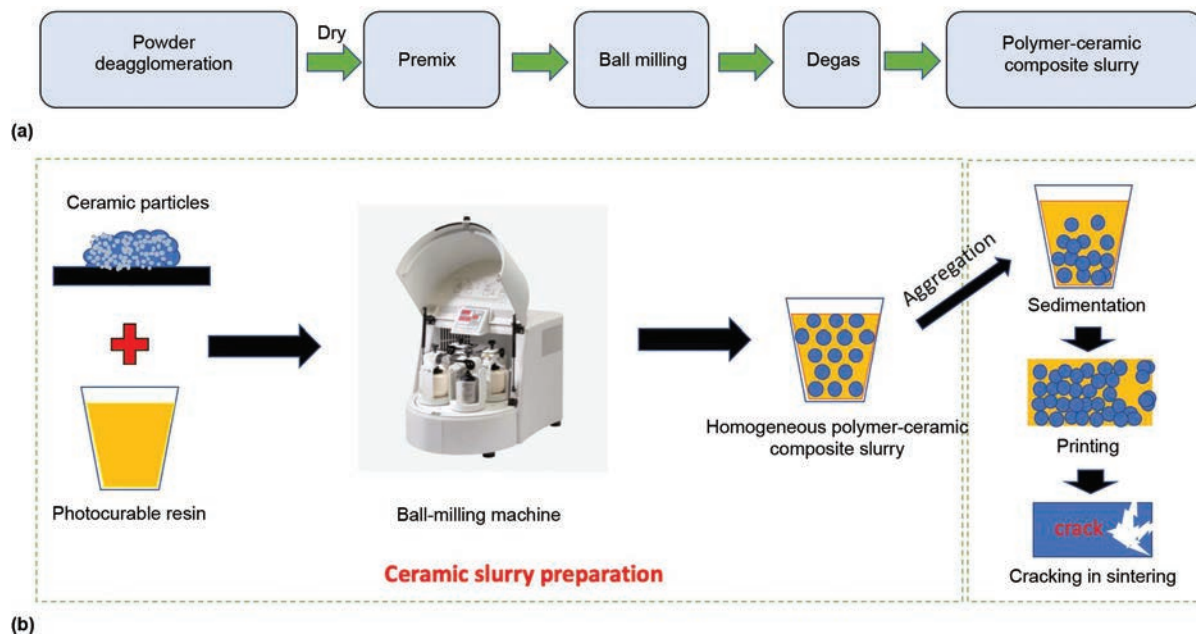 Powder
deagglomeration
Dry
Premix
Ball milling
Degas
Polymer-ceramic
composite slurry
(a)
Ceramic particles
Photocurable resin
Ball-milling machine
Homogeneous polymer-ceramic
composite slurry
Ceramic slurry preparation
Aggregation
Sedimentation
Printing
crack
Cracking in sintering
(b)